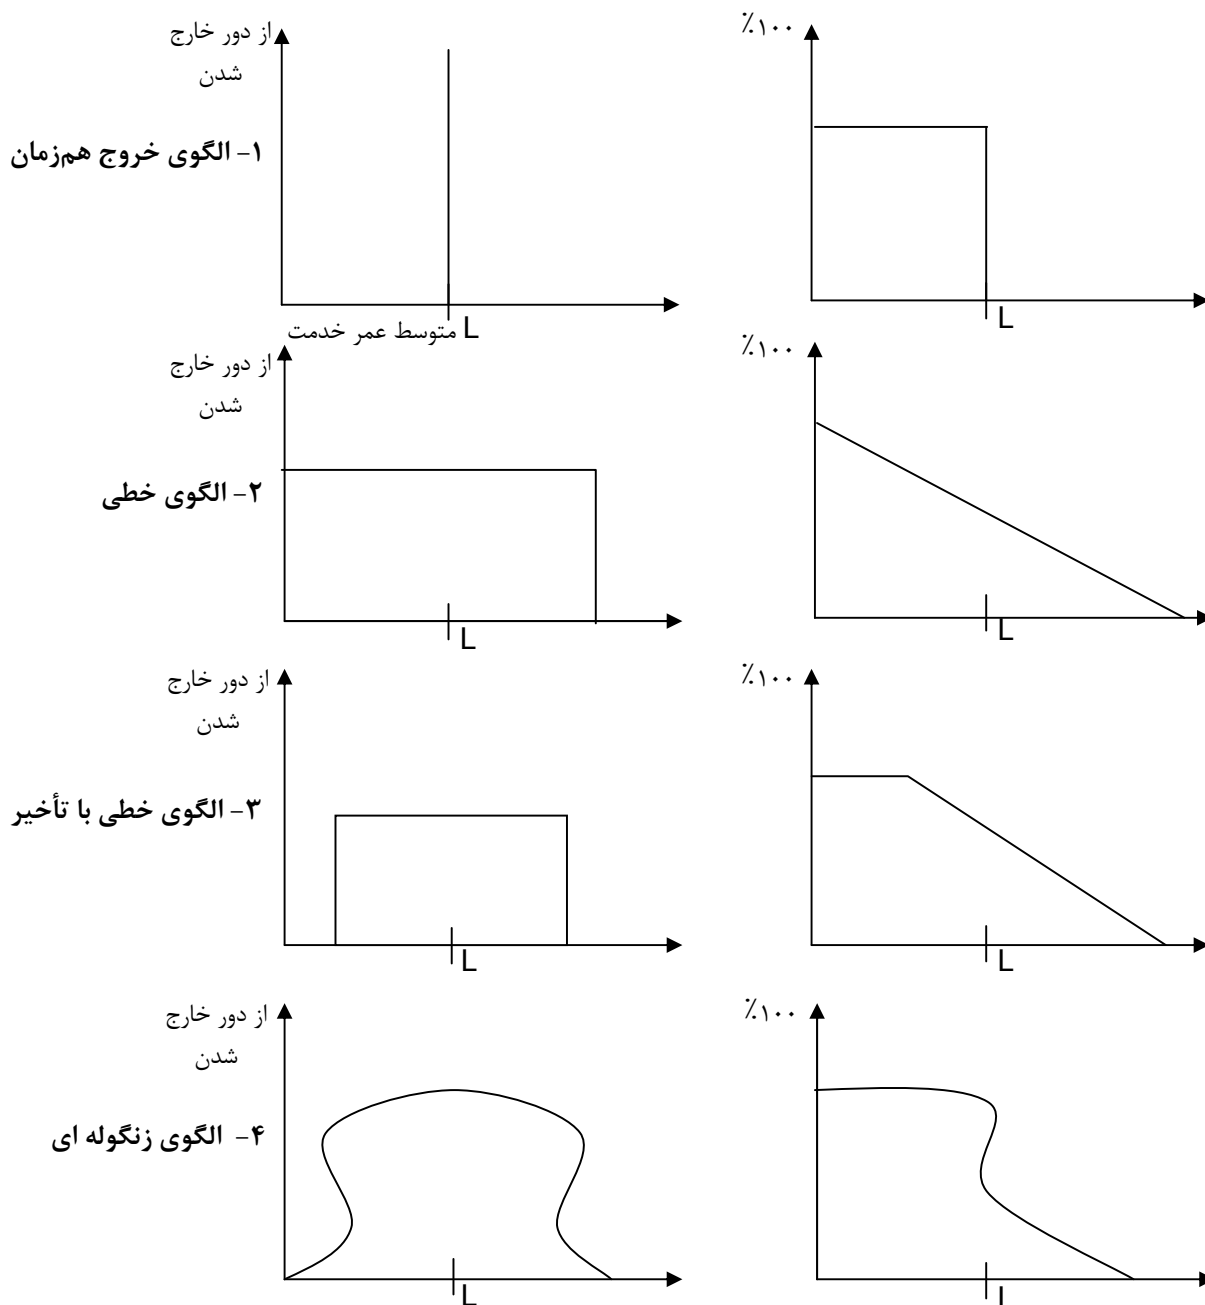 از دور خارج
شدن
٪۱۰۰
۱- الگوی خروج هم‌زمان
L
L متوسط عمر خدمت
از دور خارج
شدن
٪۱۰۰
۲- الگوی خطی
L
L
از دور خارج
شدن
٪۱۰۰
۳- الگوی خطی با تأخیر
L
L
از دور خارج
شدن
٪۱۰۰
۴- الگوی زنگوله ای
L
L